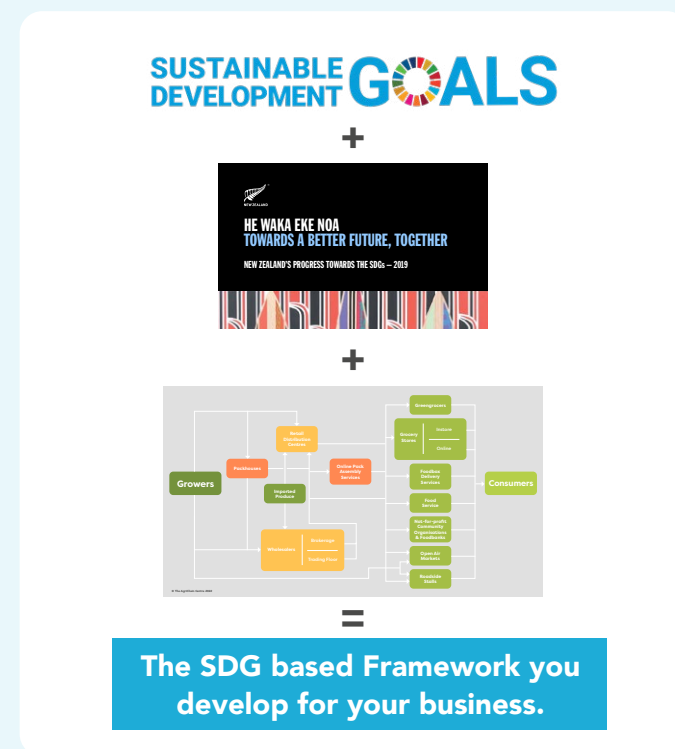 SUSTAINABLE
DEVELOPMENT
GOALS
+
NEW ZEALAND
HE WAKA EKE NOA
TOWARDS A BETTER FUTURE, TOGETHER
NEW ZEALAND'S PROGRESS TOWARDS THE SDGs – 2019
+
Growers
Packhouses
Retail
Distribution
Centres
Imported
Produce
Wholesalers
Brokerage
Trading Floor
Online Pack
Assembly
Services
Greengrocers
Grocery
Stores
Instore
Online
Foodbox
Delivery
Services
Food
Service
Not-for-profit
Community
Organisations
& Foodbanks
Open Air
Markets
Roadside
Stalls
Consumers
=
The SDG based Framework you
develop for your business.